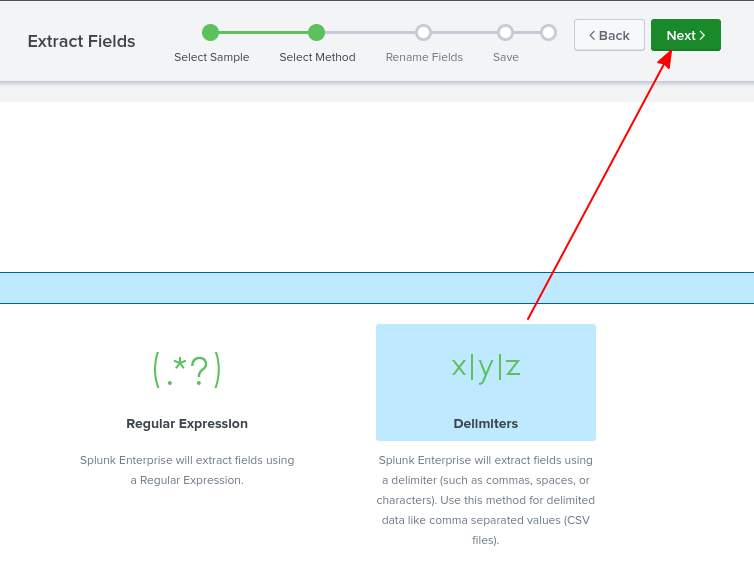 Extract Fields
Select Sample
Select Method
Rename Fields
Save
< Back
Next >
(.*?)
Regular Expression
Splunk Enterprise will extract fields using
a Regular Expression.
x|y|z
Delimiters
Splunk Enterprise will extract fields using
a delimiter (such as commas, spaces, or
characters). Use this method for delimited
data like comma separated values (CSV
files).